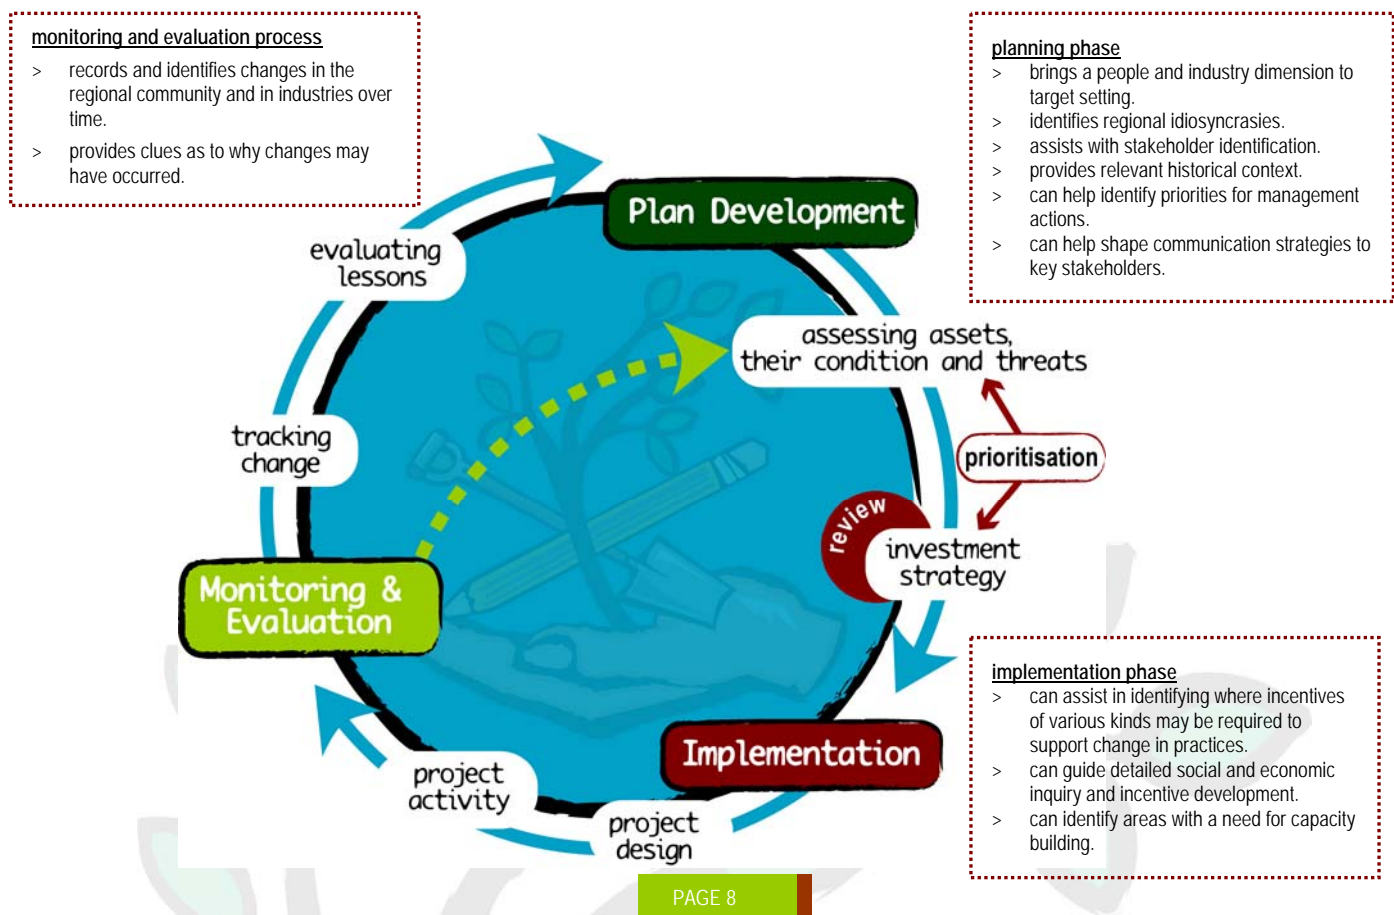 monitoring and evaluation process
> records and identifies changes in the
regional community and in industries over
time.
> provides clues as to why changes may
have occurred.
planning phase
> brings a people and industry dimension to
target setting.
> identifies regional idiosyncrasies.
> assists with stakeholder identification.
> provides relevant historical context.
> can help identify priorities for management
actions.
> can help shape communication strategies to
key stakeholders.
Plan Development
evaluating
lessons
assessing assets,
their condition and threats
tracking
change
prioritisation
review
investment
strategy
Monitoring &
Evaluation
implementation phase
> can assist in identifying where incentives
of various kinds may be required to
support change in practices.
> can guide detailed social and economic
inquiry and incentive development.
> can identify areas with a need for capacity
building.
Implementation
project
activity
project
design
PAGE 8